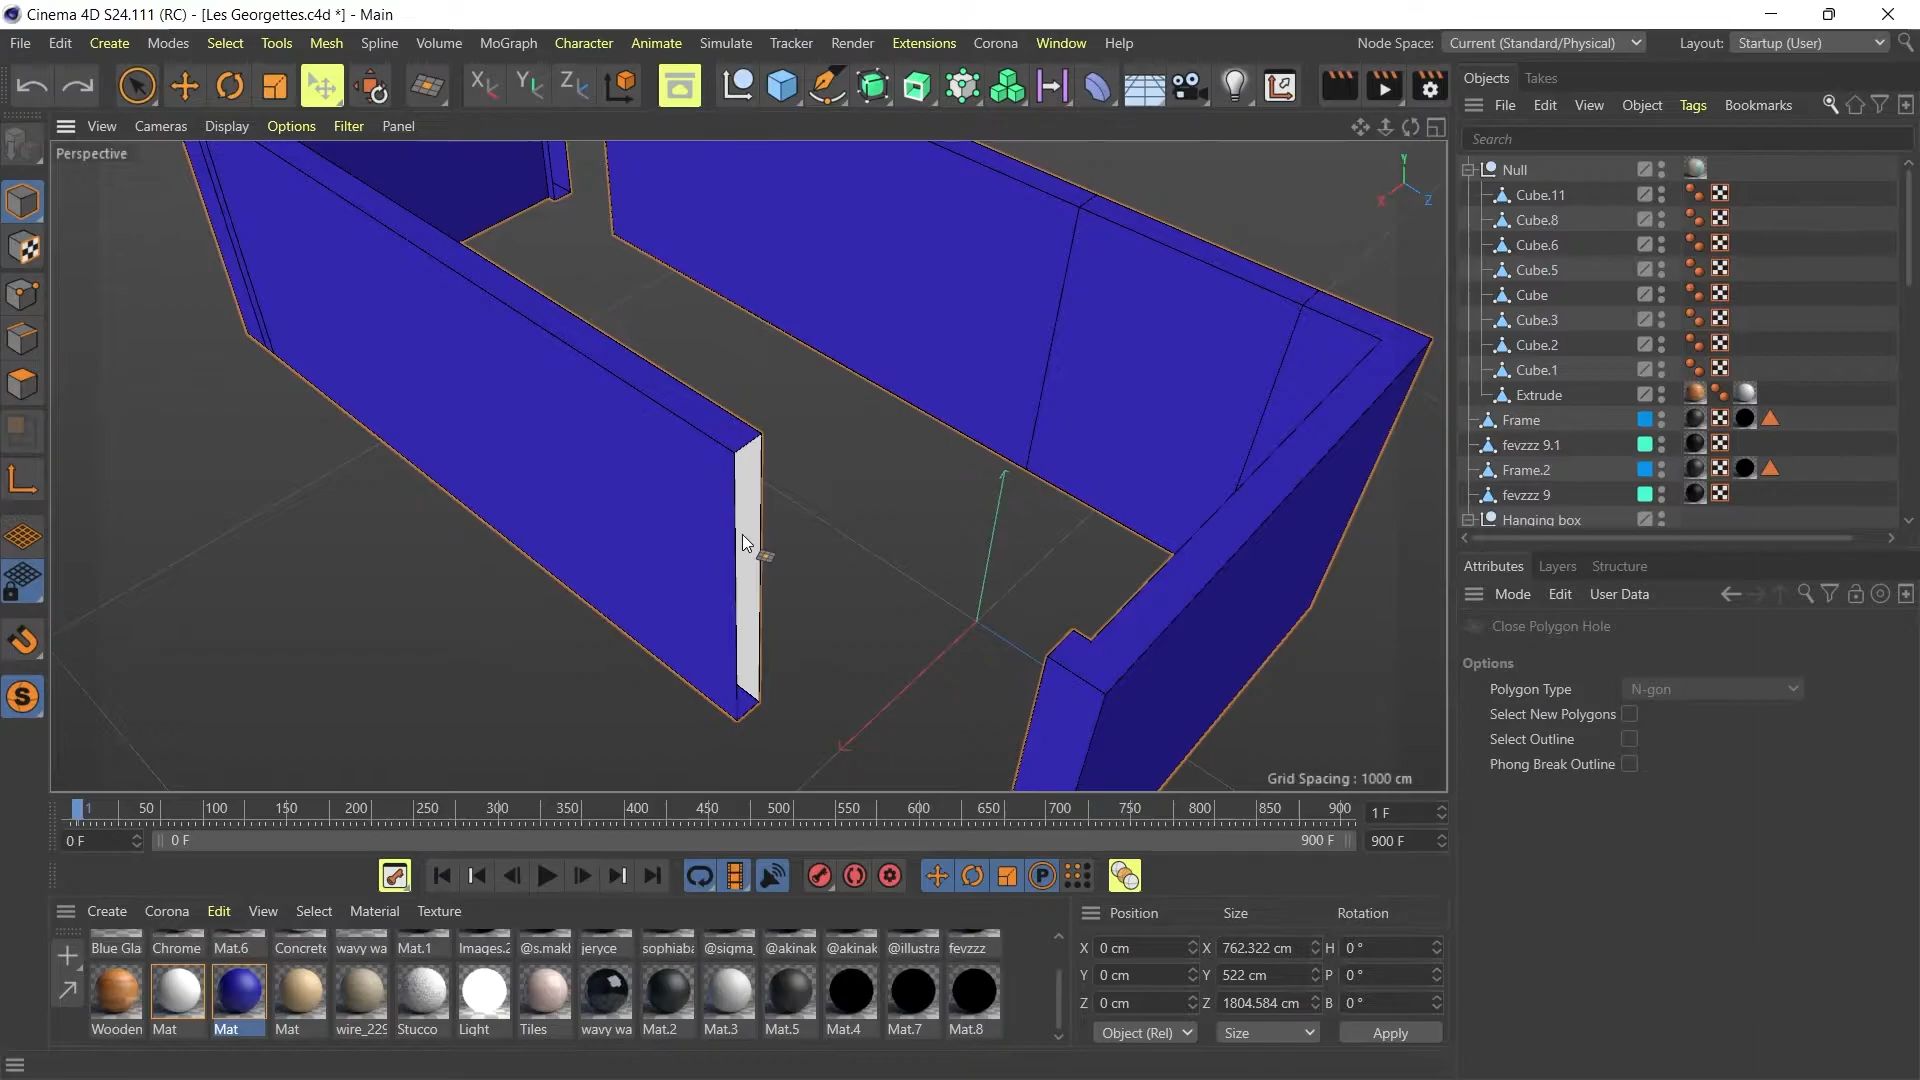 Cinema 4D S24.111 (RC) - [Les Georgettes.c4d *] - Main
File Edit Create Modes Select Tools Mesh Spline Volume MoGraph Character Animate Simulate Tracker Render Extensions Corona Window Help Node Space: Current (Standard/Physical) Layout: Startup (User)
X Y Z
Objects Takes
File Edit View Object Tags Bookmarks
View Cameras Display Options Filter Panel
Search
Perspective
Y
X
Z
Null
Cube.11
Cube.8
Cube.6
Cube.5
Cube
Cube.3
Cube.2
Cube.1
Extrude
Frame
fevzzz 9.1
Frame.2
fevzzz 9
Hanging box
Attributes Layers Structure
Mode Edit User Data
Close Polygon Hole
Options
Polygon Type N-gon
Select New Polygons
Select Outline
Phong Break Outline
Grid Spacing : 1000 cm
1 50 100 150 200 250 300 350 400 450 500 550 600 650 700 750 800 850 900 1 F
0 F 0 F 900 F 900 F
P
Create Corona Edit View Select Material Texture
Position Size Rotation
Blue Gla Chrome Mat.6 Concrete wavy wa Mat.1 Images.2 @s.makl jeryce sophiaba @sigma_ @akinak @akinak @illustra fevzzz
X 0 cm X 762.322 cm H 0 °
Y 0 cm Y 522 cm P 0 °
Z 0 cm Z 1804.584 cm B 0 °
Wooden Mat Mat Mat wire_229 Stucco Light Tiles wavy wa Mat.2 Mat.3 Mat.5 Mat.4 Mat.7 Mat.8
Object (Rel) Size Apply